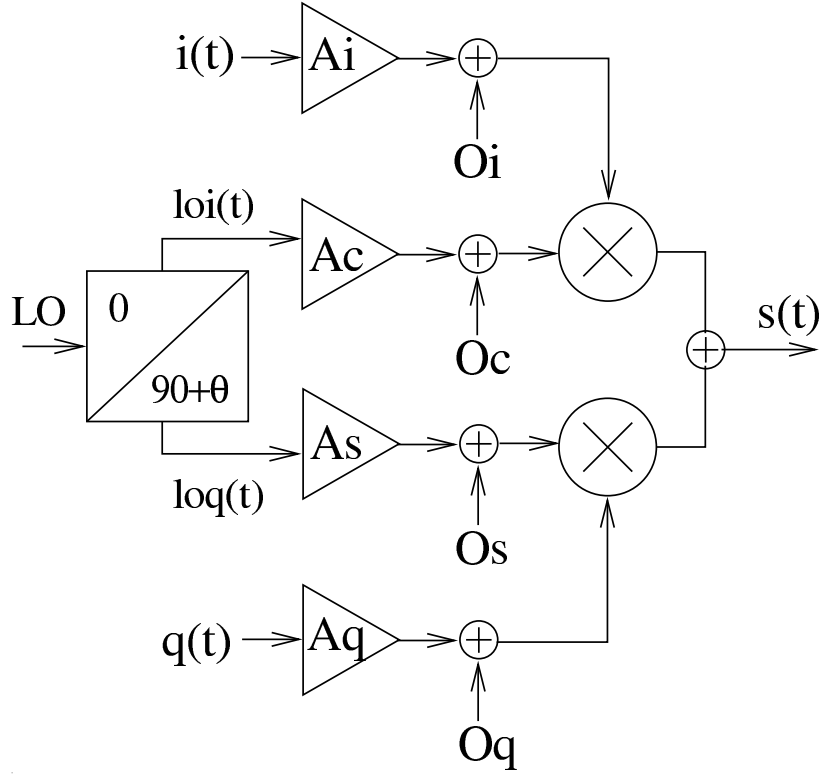 i(t) Ai
Oi
loi(t)
Ac
LO 0
90+θ
Oc
s(t)
As
loq(t)
Os
q(t) Aq
Oq